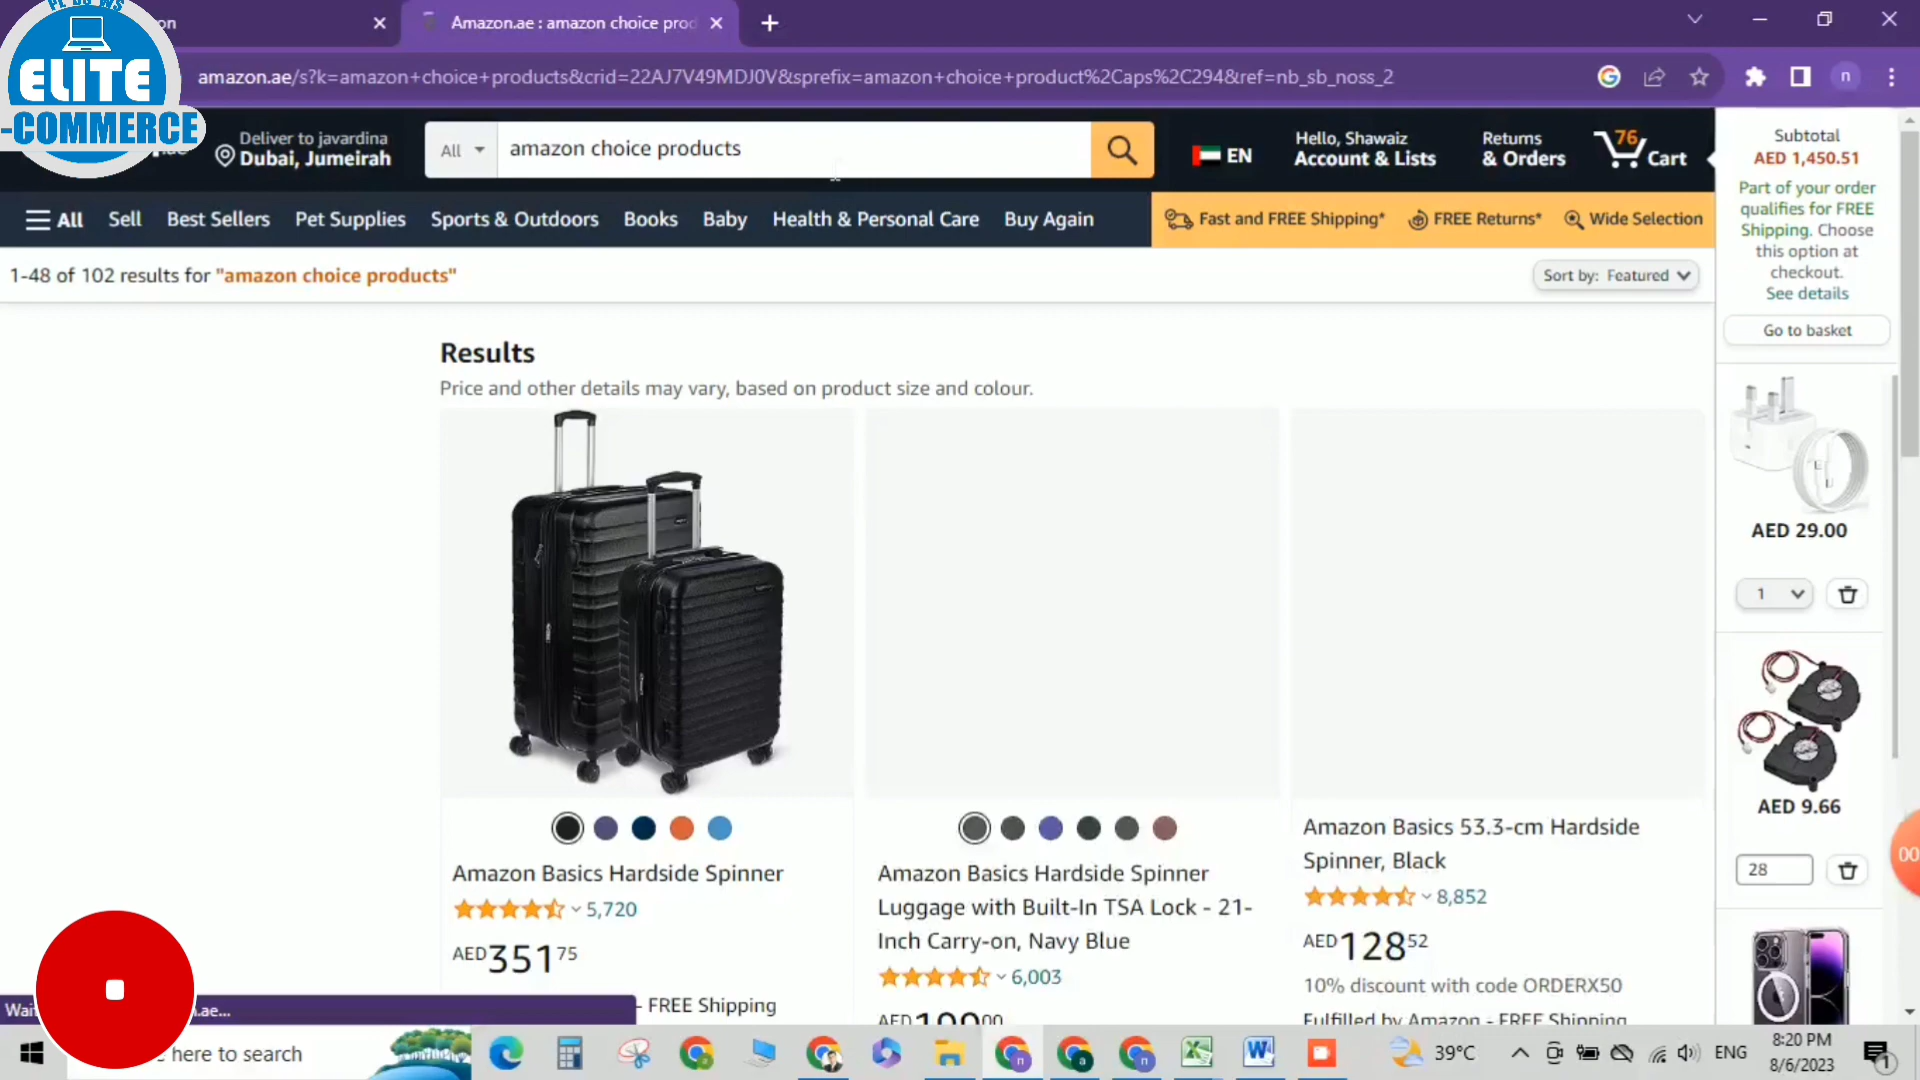 ELITE
-COMMERCE
Amazon.ae : amazon choice proc
amazon.ae/s?k=amazon+choice+products&crid=22AJ7V49MDJ0V&sprefix=amazon+choice+product%2Caps%2C294&ref=nb_sb_noss_2
n
Deliver to javardina
Dubai, Jumeirah
All
amazon choice products
EN
Hello, Shawaiz
Account & Lists
Returns
& Orders
76
Cart
All
Sell
Best Sellers
Pet Supplies
Sports & Outdoors
Books
Baby
Health & Personal Care
Buy Again
Fast and FREE Shipping*
FREE Returns*
Wide Selection
1-48 of 102 results for "amazon choice products"
Sort by: Featured
Subtotal
AED 1,450.51
Part of your order
qualifies for FREE
Shipping. Choose
this option at
checkout.
See details
Go to basket
AED 29.00
1
AED 9.66
28
Results
Price and other details may vary, based on product size and colour.
Amazon Basics Hardside Spinner
5,720
AED 351 75
- FREE Shipping
Amazon Basics Hardside Spinner
Luggage with Built-In TSA Lock - 21-
Inch Carry-on, Navy Blue
6,003
Amazon Basics 53.3-cm Hardside
Spinner, Black
8,852
AED 128 52
10% discount with code ORDERX50
Fulfilled by Amazon - FREE Shipping
00
.ae...
here to search
39°C
ENG
8:20 PM
8/6/2023
1